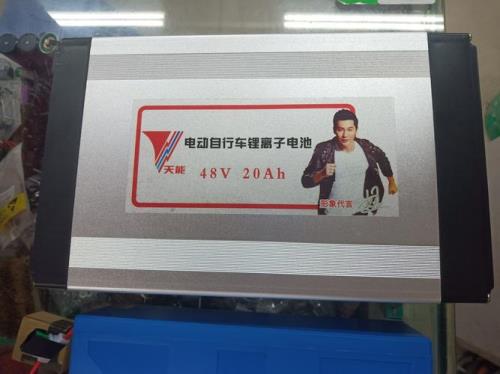 电动自行车锂离子电池
天能
48V 20Ah
形象代言